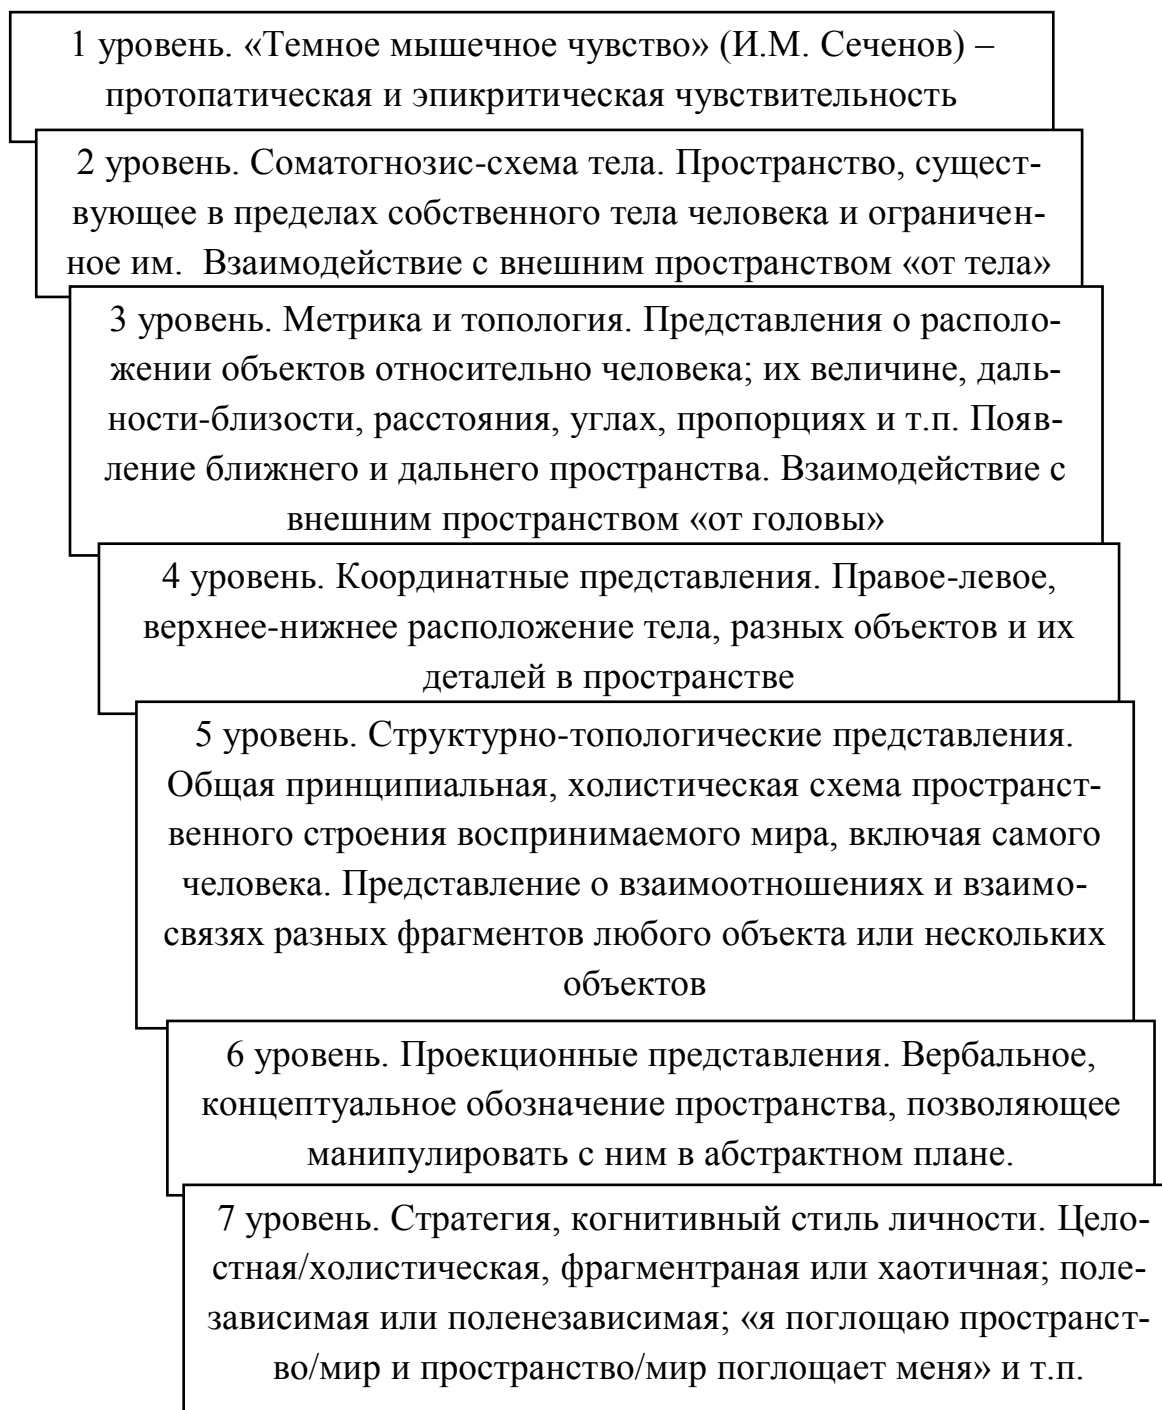 1 уровень. «Темное мышечное чувство» (И.М. Сеченов) –
протопатическая и эпикритическая чувствительность
2 уровень. Соматогнозис-схема тела. Пространство, сущест-
вующее в пределах собственного тела человека и ограничен-
ное им. Взаимодействие с внешним пространством «от тела»
3 уровень. Метрика и топология. Представления о располо-
жении объектов относительно человека; их величине, даль-
ности-близости, расстояния, углах, пропорциях и т.п. Появ-
ление ближнего и дальнего пространства. Взаимодействие с
внешним пространством «от головы»
4 уровень. Координатные представления. Правое-левое,
верхнее-нижнее расположение тела, разных объектов и их
деталей в пространстве
5 уровень. Структурно-топологические представления.
Общая принципиальная, холистическая схема пространст-
венного строения воспринимаемого мира, включая самого
человека. Представление о взаимоотношениях и взаимо-
связях разных фрагментов любого объекта или нескольких
объектов
6 уровень. Проекционные представления. Вербальное,
концептуальное обозначение пространства, позволяющее
манипулировать с ним в абстрактном плане.
7 уровень. Стратегия, когнитивный стиль личности. Цело-
стная/холистическая, фрагментраная или хаотичная; поле-
зависимая или поленезависимая; «я поглощаю пространст-
во/мир и пространство/мир поглощает меня» и т.п.